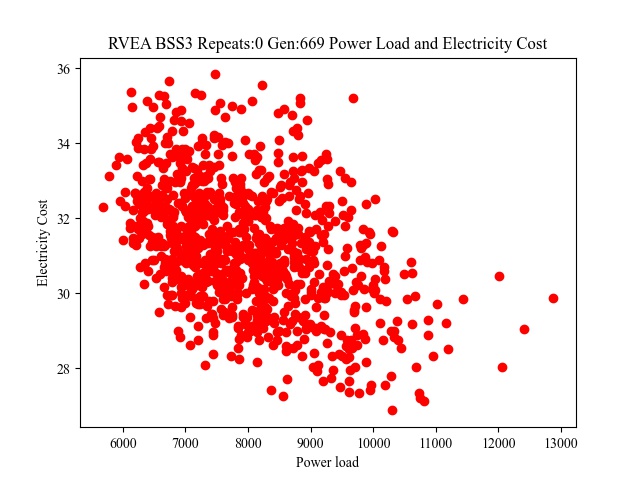 RVEA BSS3 Repeats:0 Gen:669 Power Load and Electricity Cost
36
34
32
30
28
Electricity Cost
6000 7000 8000 9000 10000 11000 12000 13000
Power load